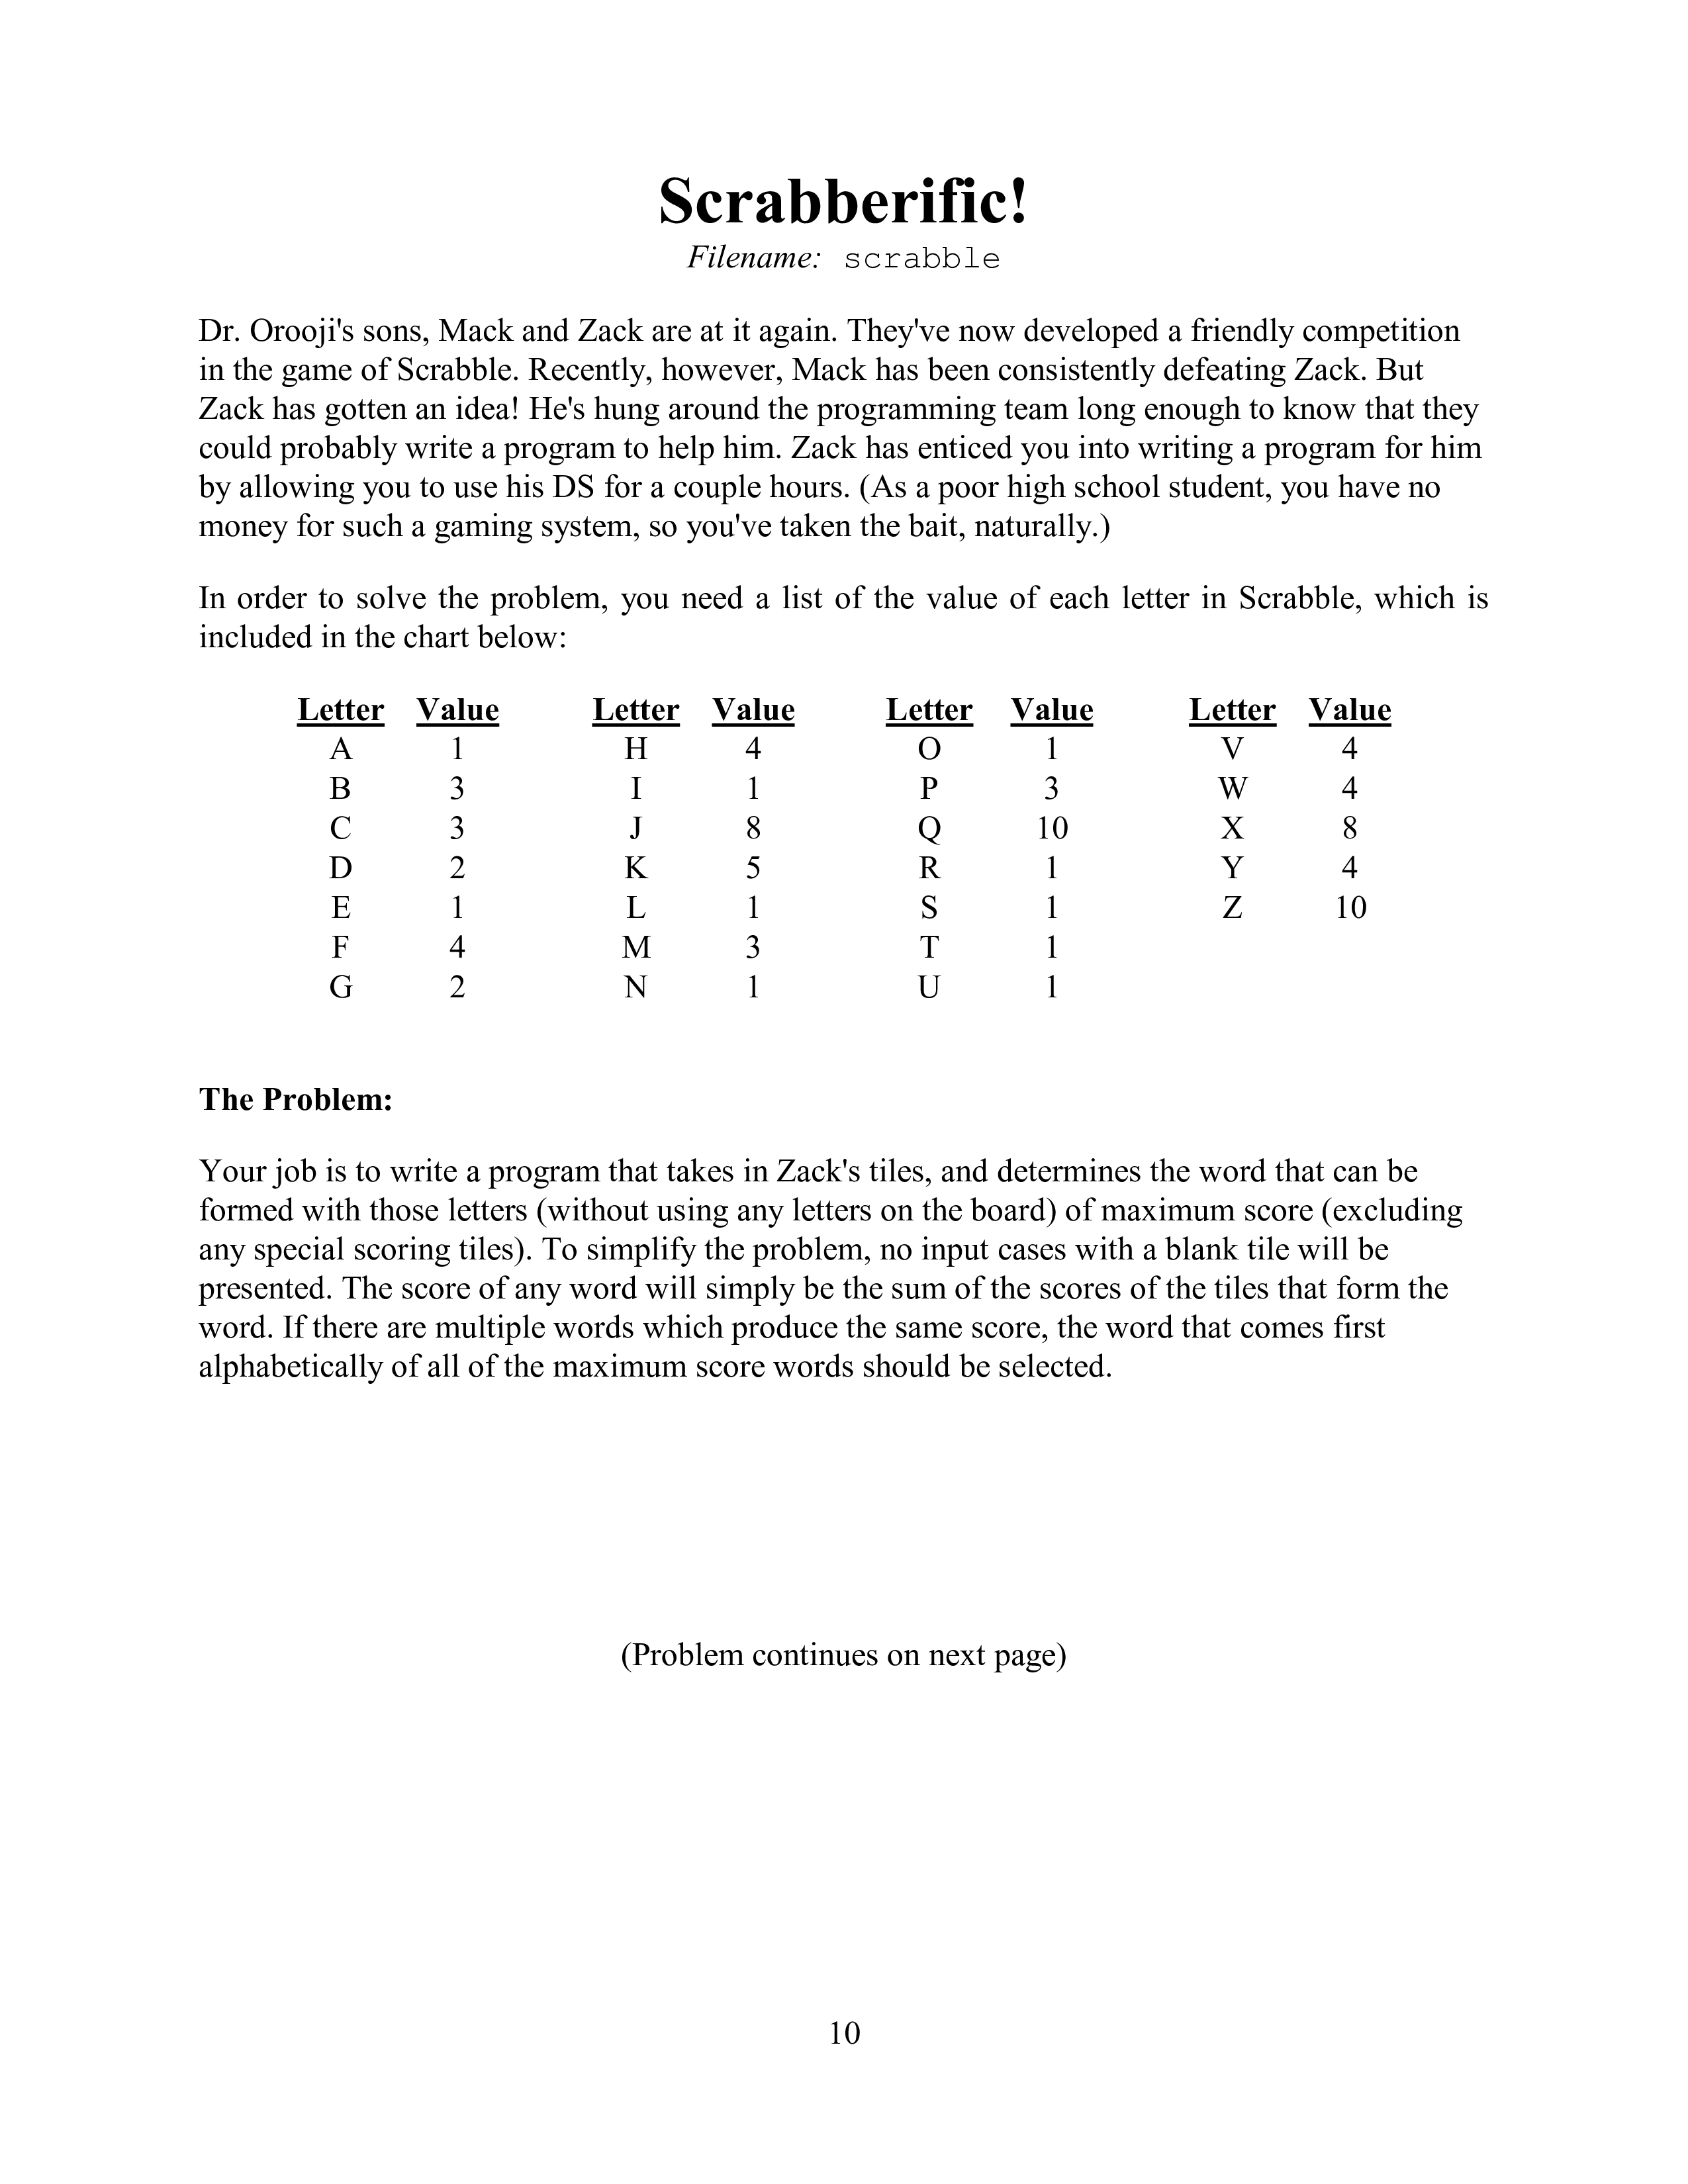 Scrabberific!
Filename: scrabble
Dr. Orooji's sons, Mack and Zack are at it again. They've now developed a friendly competition
in the game of Scrabble. Recently, however, Mack has been consistently defeating Zack. But
Zack has gotten an idea! He's hung around the programming team long enough to know that they
could probably write a program to help him. Zack has enticed you into writing a program for him
by allowing you to use his DS for a couple hours. (As a poor high school student, you have no
money for such a gaming system, so you've taken the bait, naturally.)
In order to solve the problem, you need a list of the value of each letter in Scrabble, which is
included in the chart below:
Letter Value Letter Value Letter Value Letter Value
A 1 H 4 O 1 V 4
B 3 I 1 P 3 W 4
C 3 J 8 Q 10 X 8
D 2 K 5 R 1 Y 4
E 1 L 1 S 1 Z 10
F 4 M 3 T 1
G 2 N 1 U 1
The Problem:
Your job is to write a program that takes in Zack's tiles, and determines the word that can be
formed with those letters (without using any letters on the board) of maximum score (excluding
any special scoring tiles). To simplify the problem, no input cases with a blank tile will be
presented. The score of any word will simply be the sum of the scores of the tiles that form the
word. If there are multiple words which produce the same score, the word that comes first
alphabetically of all of the maximum score words should be selected.
(Problem continues on next page)
10